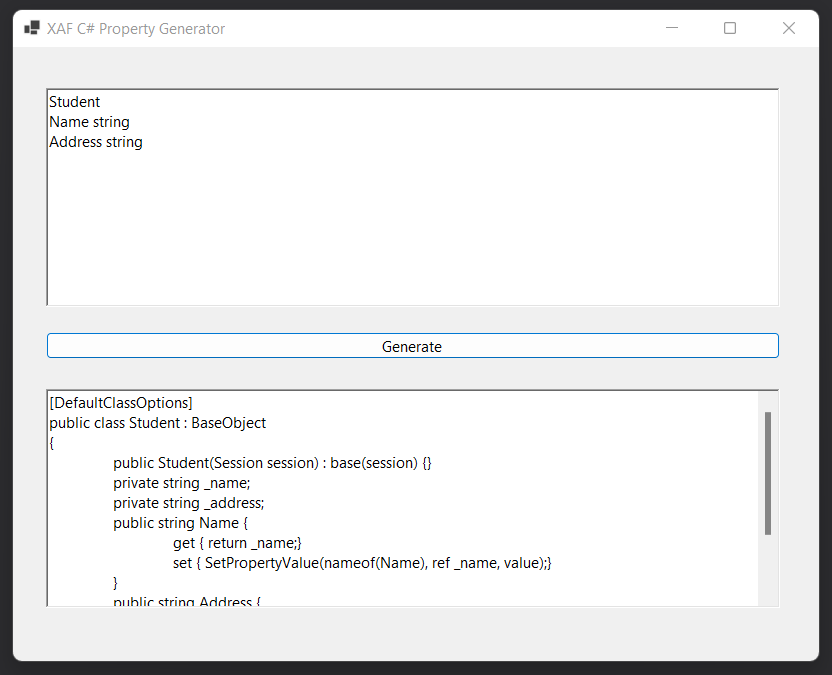 XAF C# Property Generator
Student
Name string
Address string
Generate
[DefaultClassOptions]
public class Student : BaseObject
{
public Student(Session session) : base(session) {}
private string _name;
private string _address;
public string Name {
get { return _name;}
set { SetPropertyValue(nameof(Name), ref _name, value);}
}
public string Address {